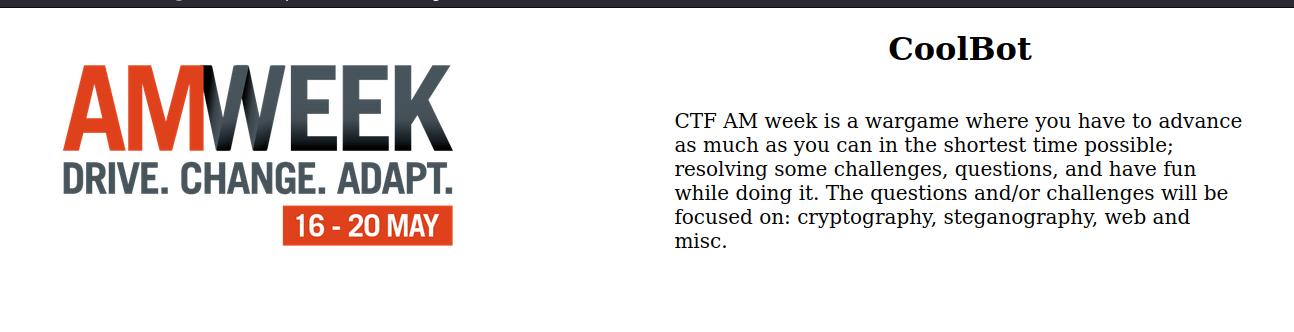 AMWEEK
DRIVE. CHANGE. ADAPT.
16 - 20 MAY
CoolBot
CTF AM week is a wargame where you have to advance
as much as you can in the shortest time possible;
resolving some challenges, questions, and have fun
while doing it. The questions and/or challenges will be
focused on: cryptography, steganography, web and
misc.